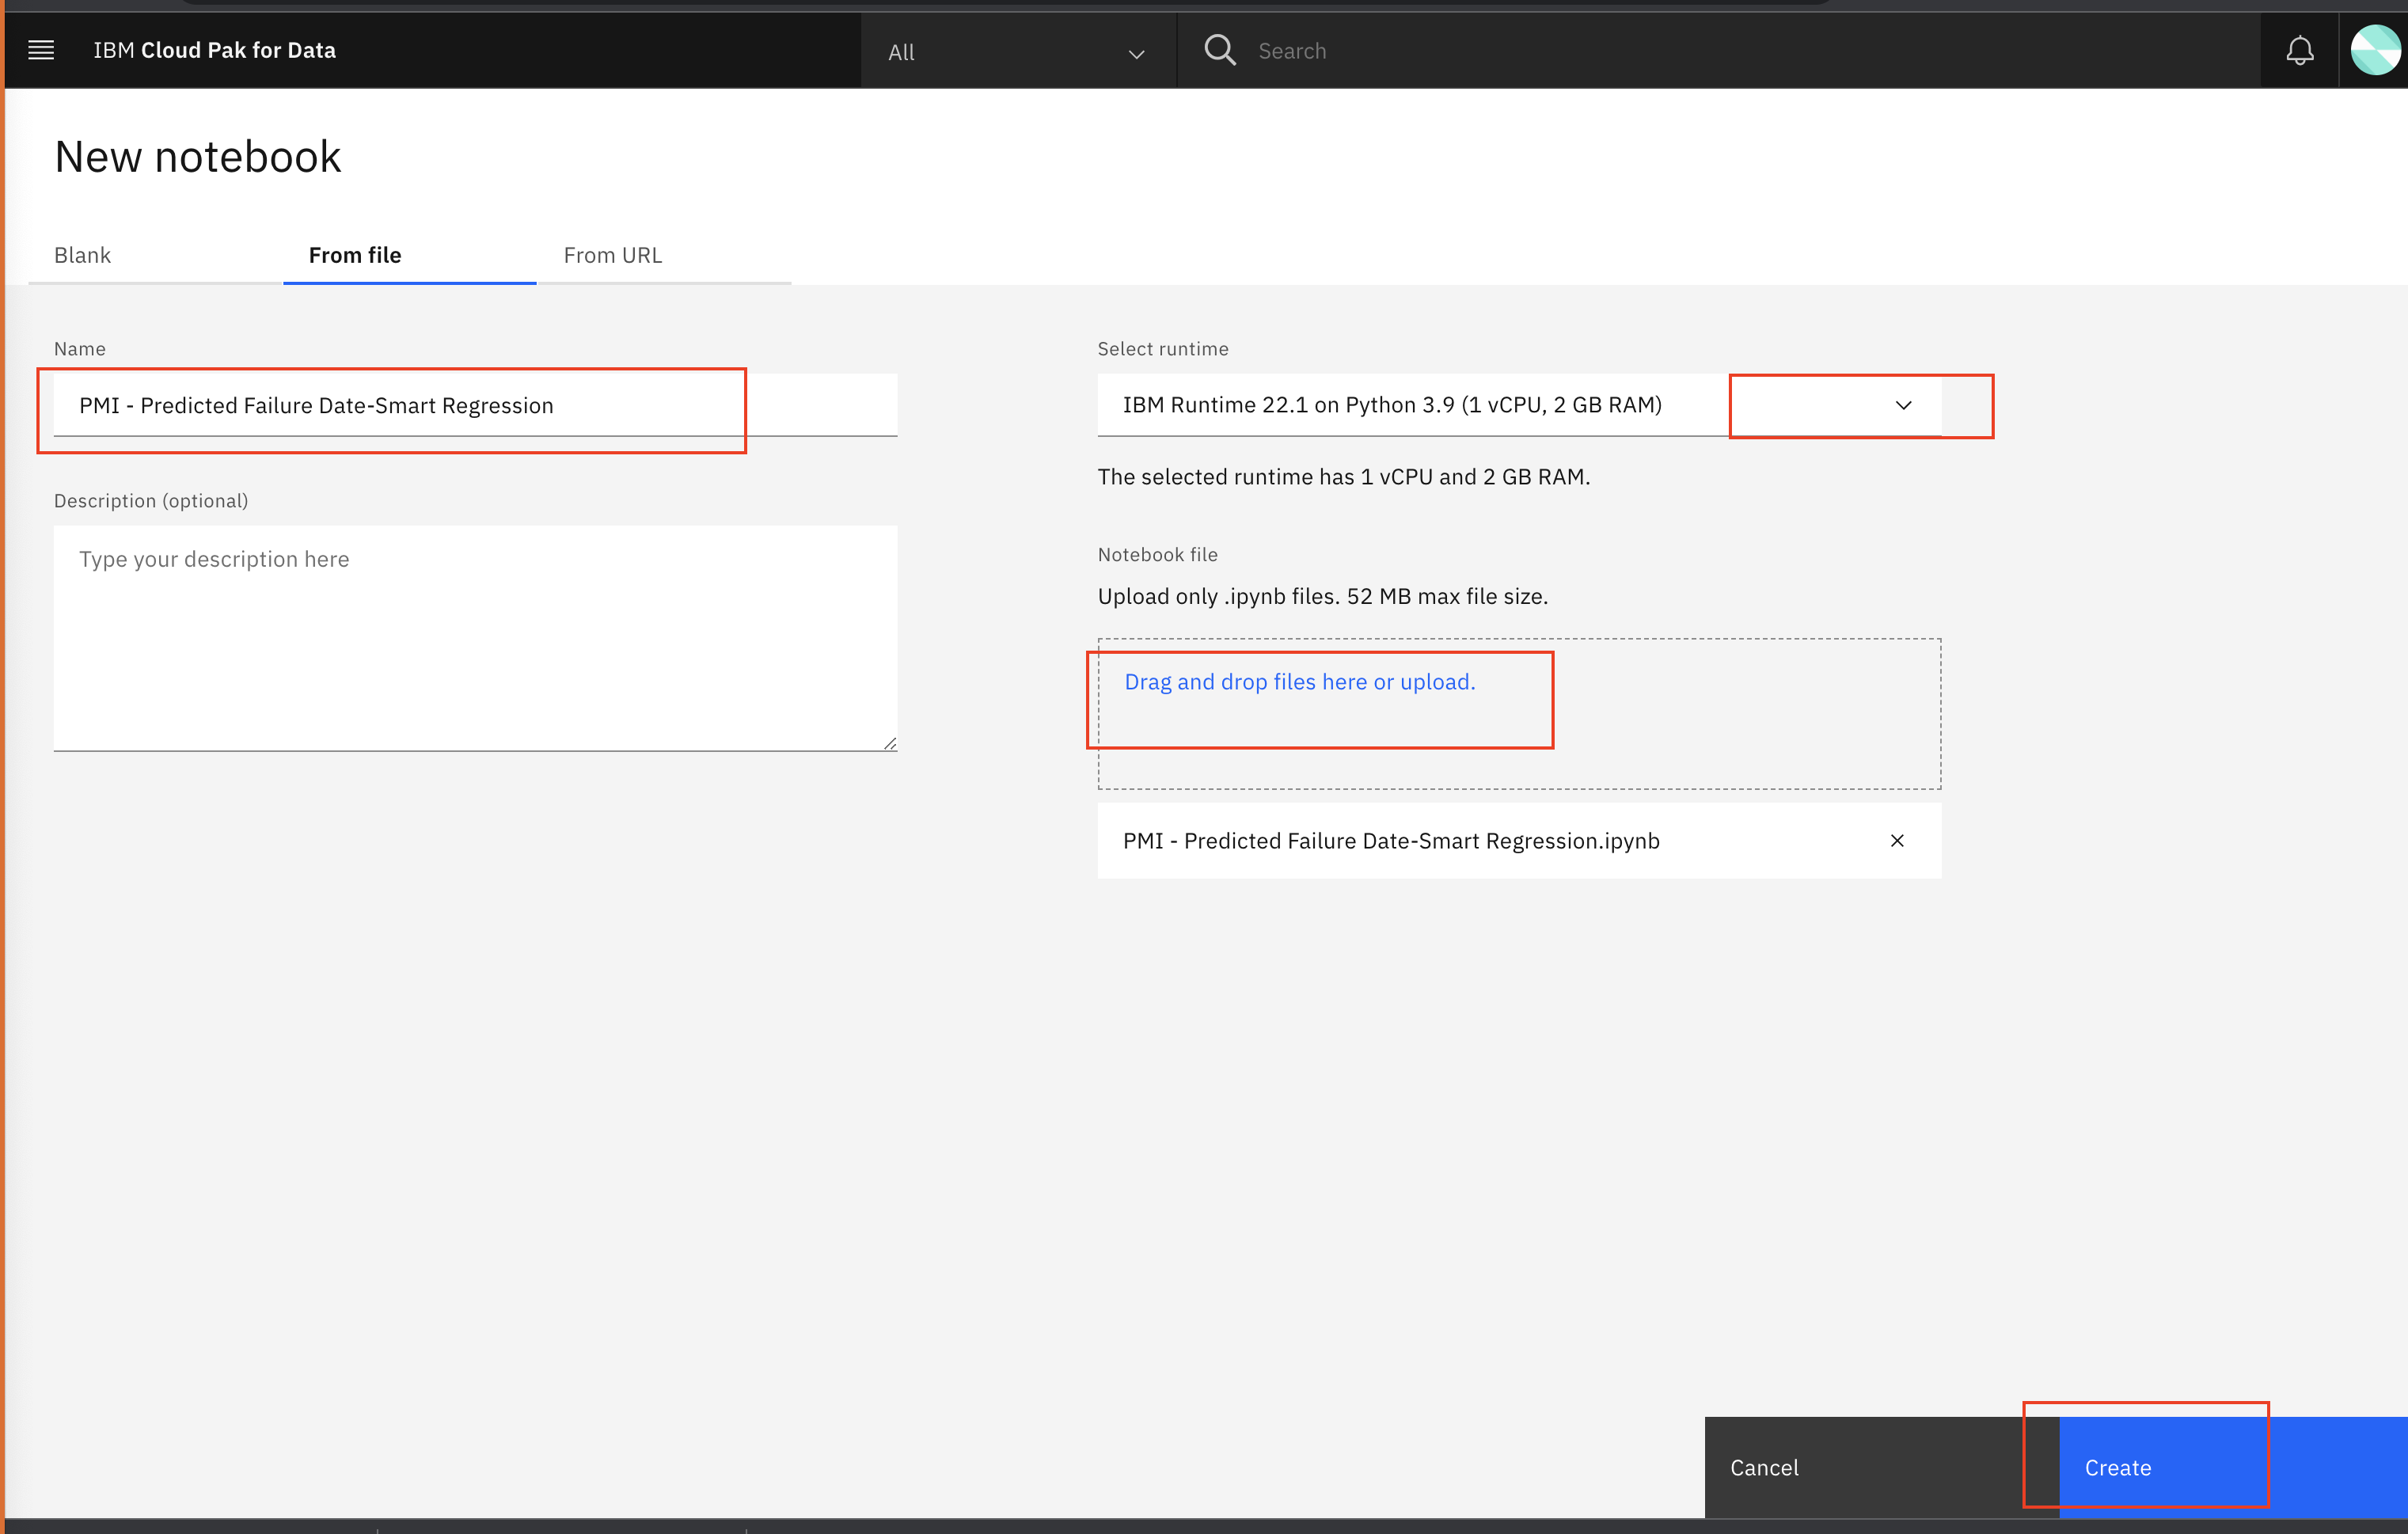 IBM Cloud Pak for Data
All
Search
New notebook
Blank
From file
From URL
Name
PMI - Predicted Failure Date-Smart Regression
Description (optional)
Type your description here
Select runtime
IBM Runtime 22.1 on Python 3.9 (1 vCPU, 2 GB RAM)
The selected runtime has 1 vCPU and 2 GB RAM.
Notebook file
Upload only .ipynb files. 52 MB max file size.
Drag and drop files here or upload.
PMI - Predicted Failure Date-Smart Regression.ipynb
Cancel
Create